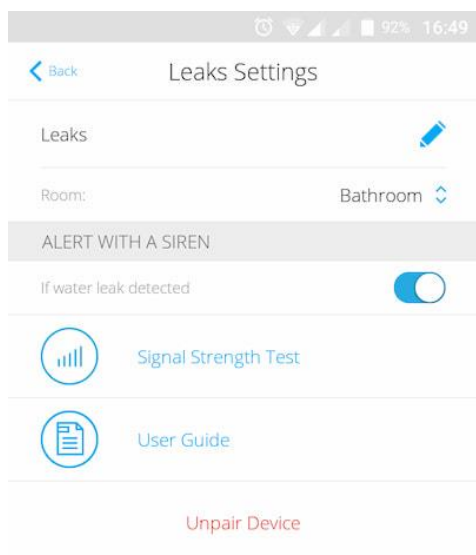 92% 16:49
Back Leaks Settings
Leaks
Room: Bathroom
ALERT WITH A SIREN
If water leak detected
Signal Strength Test
User Guide
Unpair Device